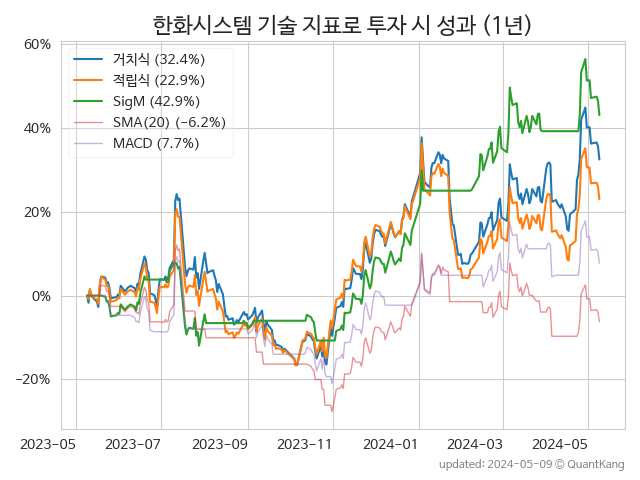 한화시스템 기술 지표로 투자 시 성과 (1년)
60%
40%
20%
0%
−20%
거치식 (32.4%)
적립식 (22.9%)
SigM (42.9%)
SMA(20) (−6.2%)
MACD (7.7%)
2023-05
2023-07
2023-09
2023-11
2024-01
2024-03
2024-05
updated: 2024-05-09 © QuantKang